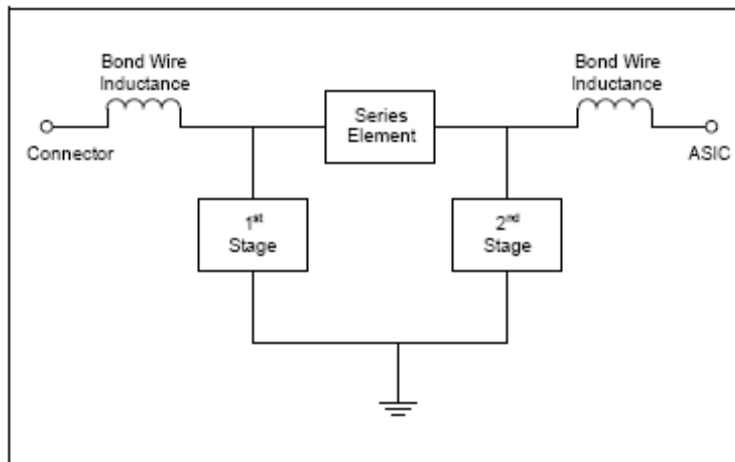 Bond Wire
Inductance
Bond Wire
Inductance
Series
Element
Connector
ASIC
1st
Stage
2nd
Stage